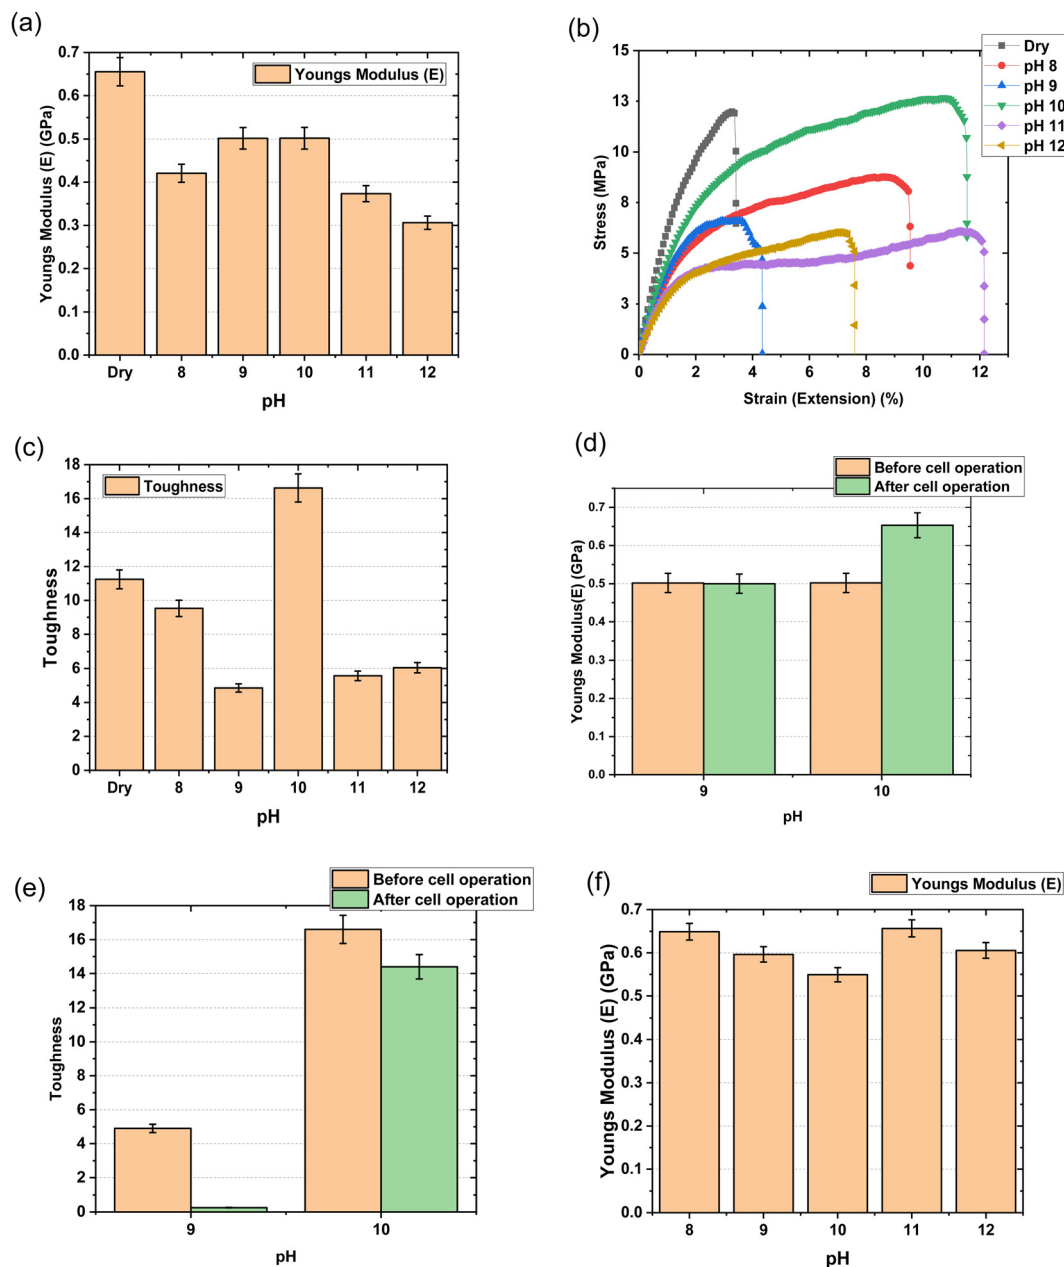 (a)
0.7
0.6
0.5
0.4
0.3
0.2
0.1
0.0
Youngs Modulus (E) (GPa)
Youngs Modulus (E)
Dry 8 9 10 11 12
pH
(b)
15
13
10
8
5
3
0
Stress (MPa)
Dry
pH 8
pH 9
pH 10
pH 11
pH 12
0 2 4 6 8 10 12
Strain (Extension) (%)
(c)
18
16
14
12
10
8
6
4
2
0
Toughness
Toughness
Dry 8 9 10 11 12
pH
(d)
Before cell operation
After cell operation
0.7
0.6
0.5
0.4
0.3
0.2
0.1
0.0
Youngs Modulus(E) (GPa)
9 10
pH
(e)
Before cell operation
After cell operation
18
16
14
12
10
8
6
4
2
0
Toughness
9 10
pH
(f)
Youngs Modulus (E)
0.7
0.6
0.5
0.4
0.3
0.2
0.1
0.0
Youngs Modulus (E) (GPa)
8 9 10 11 12
pH